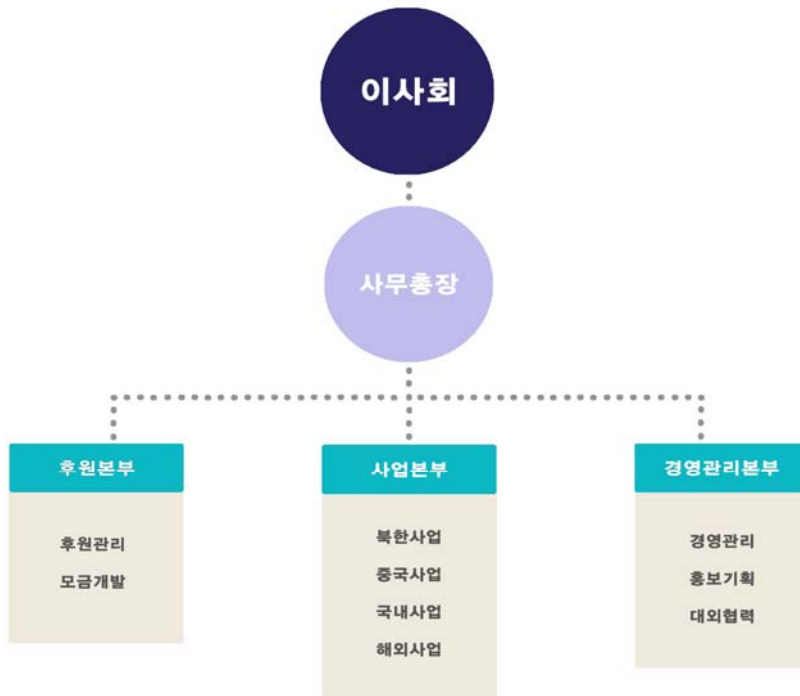 이사회
사무총장
후원본부
후원관리
모금개발
사업본부
북한사업
중국사업
국내사업
해외사업
경영관리본부
경영관리
홍보기획
대외협력